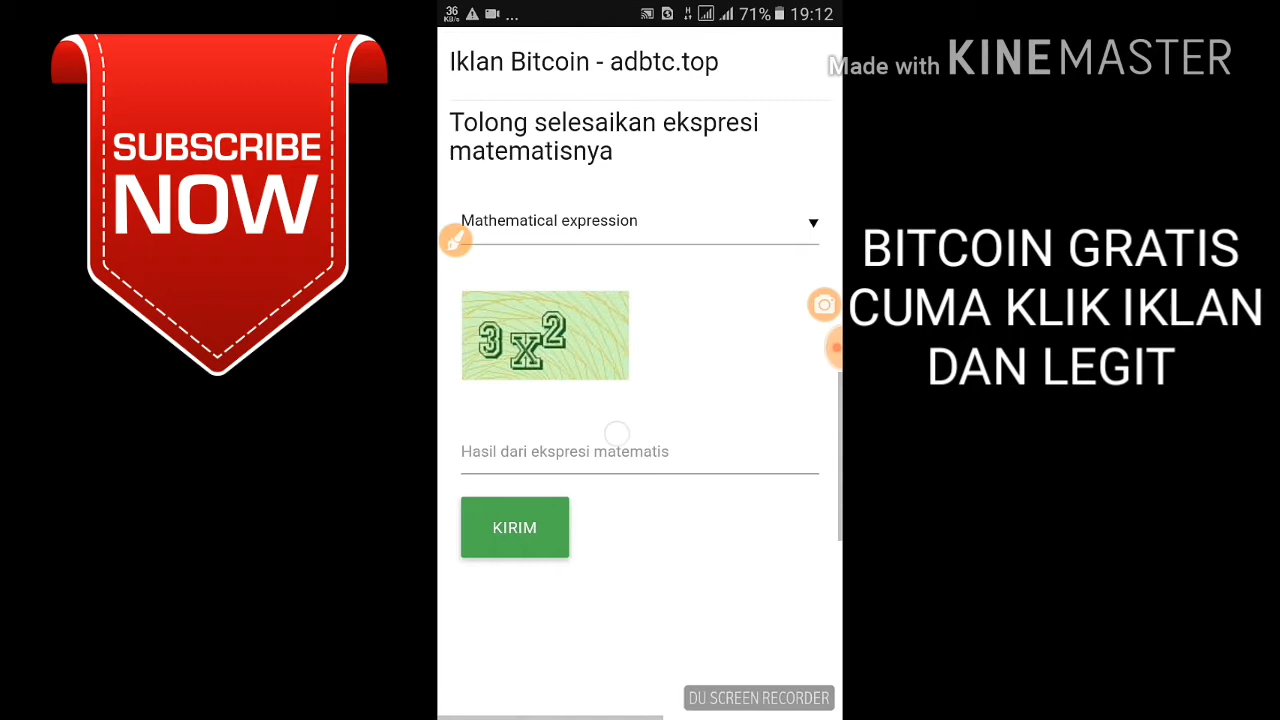 SUBSCRIBE
NOW
36
KB/s
...
71%
19:12
Iklan Bitcoin - adbtc.top
Tolong selesaikan ekspresi
matematisnya
Mathematical expression
3 x 2
Hasil dari ekspresi matematis
KIRIM
DU SCREEN RECORDER
Made with KINEMASTER
BITCOIN GRATIS
CUMA KLIK IKLAN
DAN LEGIT